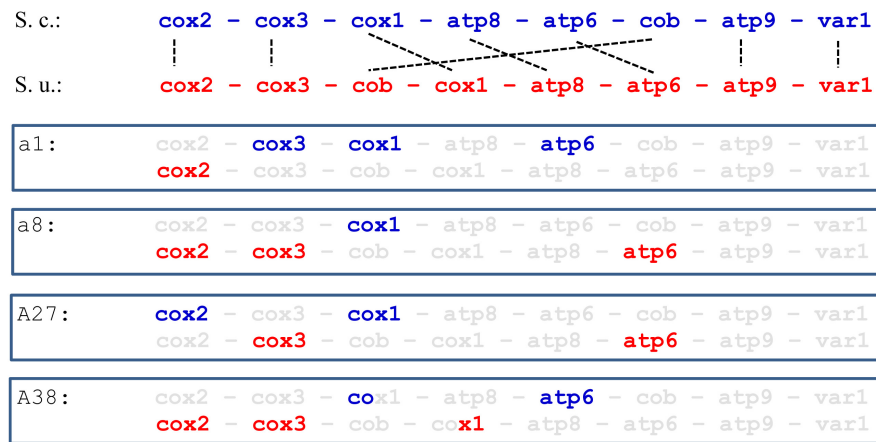 S. c.: cox2 – cox3 – cox1 – atp8 – atp6 – cob – atp9 – var1
S. u.: cox2 – cox3 – cob – cox1 – atp8 – atp6 – atp9 – var1
a1: cox2 – cox3 – cox1 – atp8 – atp6 – cob – atp9 – var1
cox2 – cox3 – cob – cox1 – atp8 – atp6 – atp9 – var1
a8: cox2 – cox3 – cox1 – atp8 – atp6 – cob – atp9 – var1
cox2 – cox3 – cob – cox1 – atp8 – atp6 – atp9 – var1
A27: cox2 – cox3 – cox1 – atp8 – atp6 – cob – atp9 – var1
cox2 – cox3 – cob – cox1 – atp8 – atp6 – atp9 – var1
A38: cox2 – cox3 – cox1 – atp8 – atp6 – cob – atp9 – var1
cox2 – cox3 – cob – cox1 – atp8 – atp6 – atp9 – var1